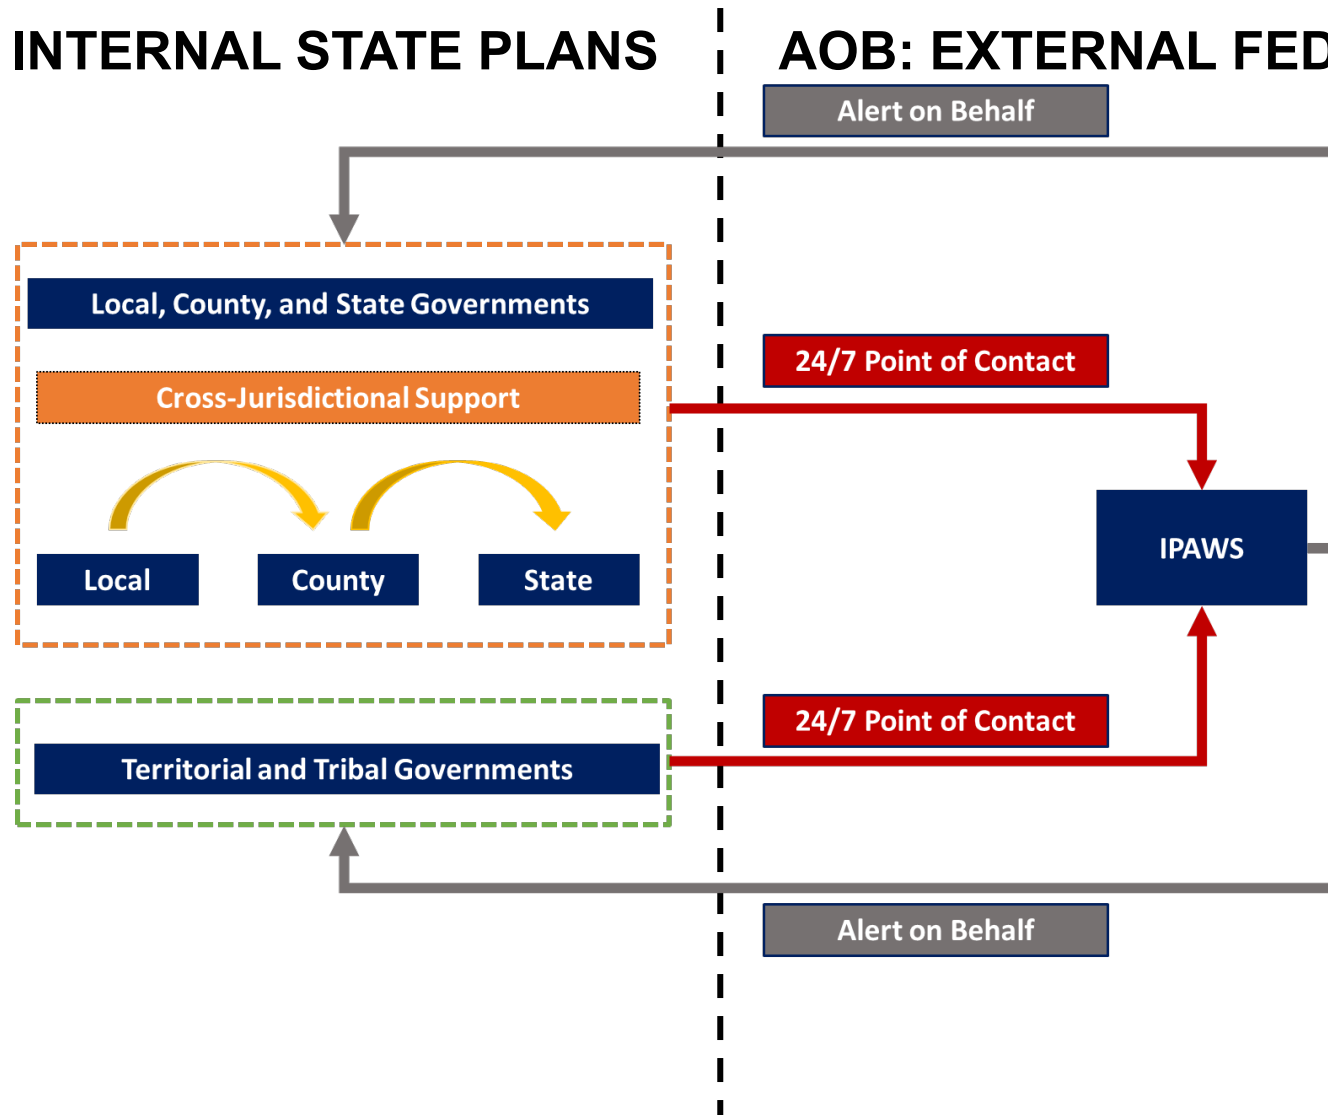 INTERNAL STATE PLANS
AOB: EXTERNAL FED
Alert on Behalf
Local, County, and State Governments
24/7 Point of Contact
Cross-Jurisdictional Support
Local
County
State
IPAWS
24/7 Point of Contact
Territorial and Tribal Governments
Alert on Behalf